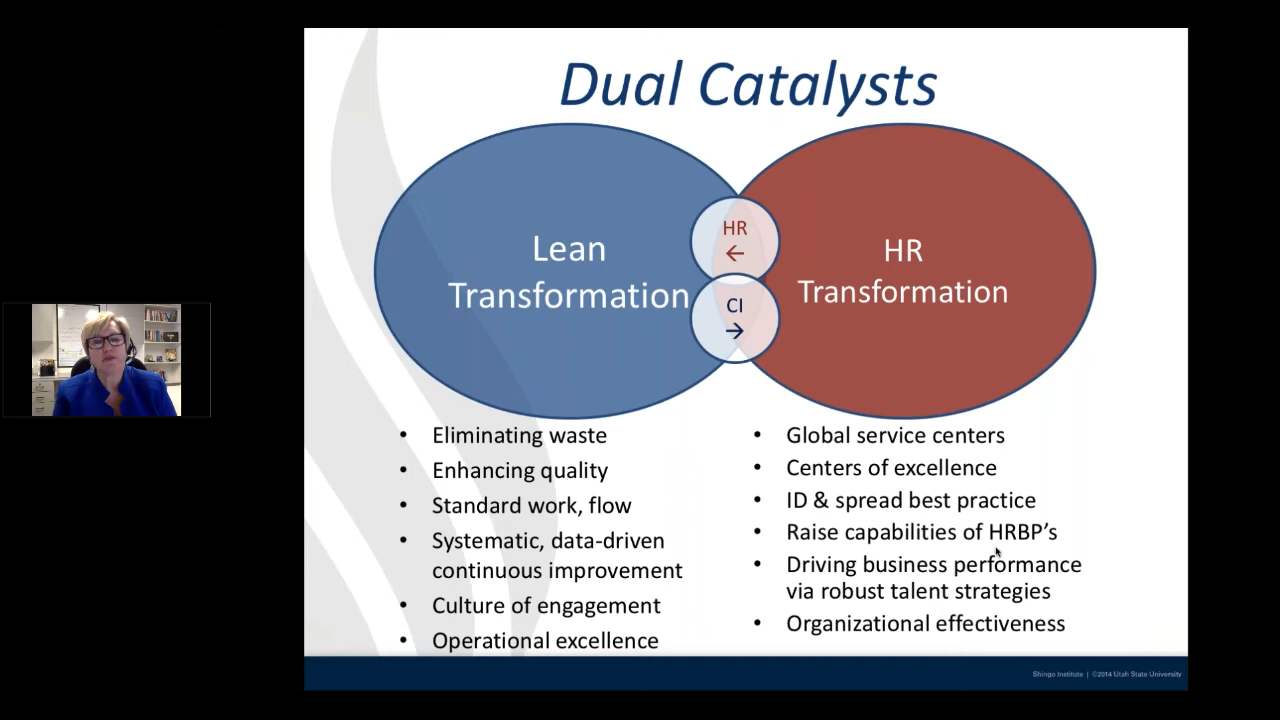 Dual Catalysts
Lean
Transformation
HR
←
CI
→
HR
Transformation
• Eliminating waste
• Enhancing quality
• Standard work, flow
• Systematic, data-driven
continuous improvement
• Culture of engagement
• Operational excellence
• Global service centers
• Centers of excellence
• ID & spread best practice
• Raise capabilities of HRBP’s
• Driving business performance
via robust talent strategies
• Organizational effectiveness
Shingo Institute | ©2014 Utah State University